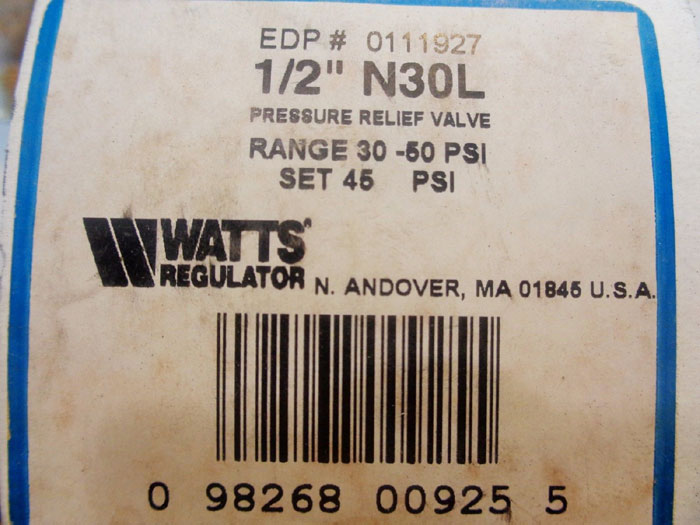 EDP # 0111927
1/2" N30L
PRESSURE RELIEF VALVE
RANGE 30 -50 PSI
SET 45 PSI
WATTS®
REGULATOR N. ANDOVER, MA 01845 U.S.A.
0 98268 00925 5